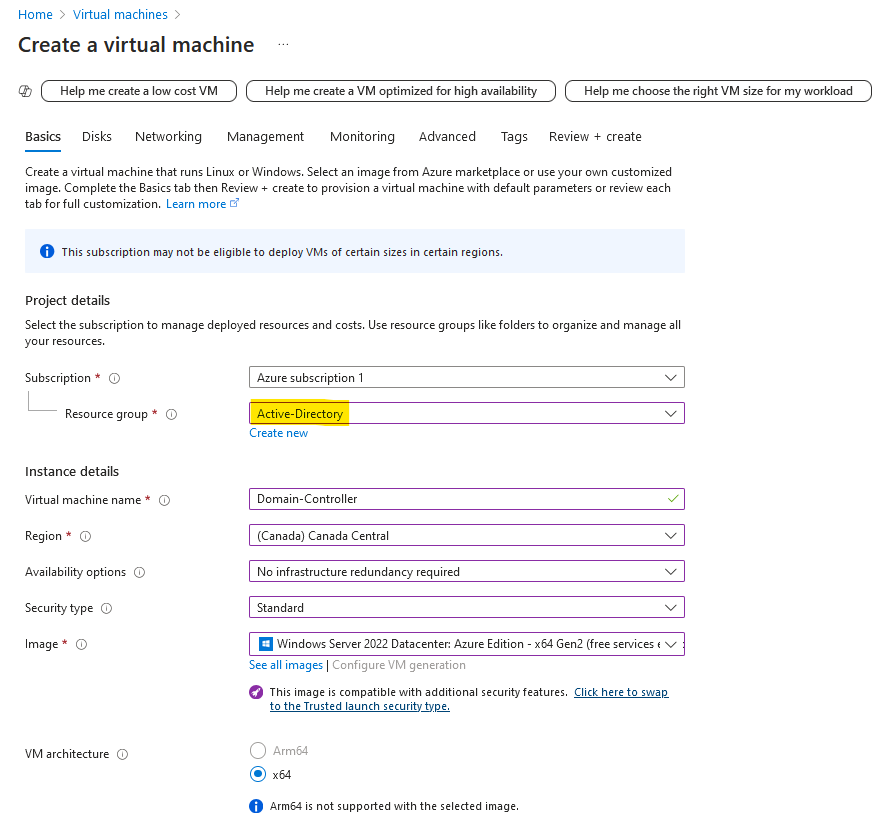 Home > Virtual machines >
Create a virtual machine ...
Help me create a low cost VM
Help me create a VM optimized for high availability
Help me choose the right VM size for my workload
Basics Disks Networking Management Monitoring Advanced Tags Review + create
Create a virtual machine that runs Linux or Windows. Select an image from Azure marketplace or use your own customized
image. Complete the Basics tab then Review + create to provision a virtual machine with default parameters or review each
tab for full customization. Learn more
This subscription may not be eligible to deploy VMs of certain sizes in certain regions.
Project details
Select the subscription to manage deployed resources and costs. Use resource groups like folders to organize and manage all
your resources.
Subscription *
Azure subscription 1
Resource group *
Active-Directory
Create new
Instance details
Virtual machine name *
Domain-Controller
Region *
(Canada) Canada Central
Availability options
No infrastructure redundancy required
Security type
Standard
Image *
Windows Server 2022 Datacenter: Azure Edition - x64 Gen2 (free services
See all images | Configure VM generation
This image is compatible with additional security features. Click here to swap
to the Trusted launch security type.
VM architecture
Arm64
x64
Arm64 is not supported with the selected image.